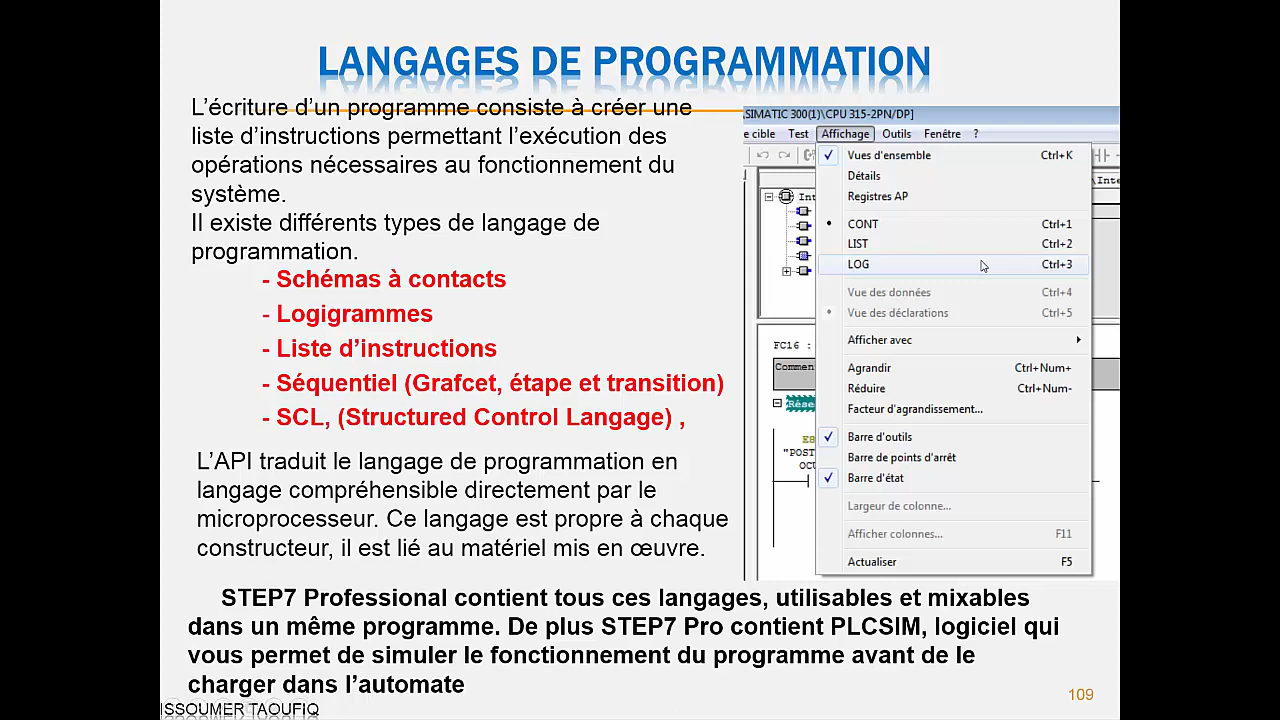 LANGAGES DE PROGRAMMATION
L’écriture d’un programme consiste à créer une
liste d’instructions permettant l’exécution des
opérations nécessaires au fonctionnement du
système.
Il existe différents types de langage de
programmation.
- Schémas à contacts
- Logigrammes
- Liste d’instructions
- Séquentiel (Grafcet, étape et transition)
- SCL, (Structured Control Langage) ,
L’API traduit le langage de programmation en
langage compréhensible directement par le
microprocesseur. Ce langage est propre à chaque
constructeur, il est lié au matériel mis en œuvre.
STEP7 Professional contient tous ces langages, utilisables et mixables
dans un même programme. De plus STEP7 Pro contient PLCSIM, logiciel qui
vous permet de simuler le fonctionnement du programme avant de le
charger dans l’automate
\SIMATIC 300(1)\CPU 315-2PN/DP]
e cible Test Affichage Outils Fenêtre ?
Vues d'ensemble Ctrl+K
Détails
Registres AP
CONT Ctrl+1
LIST Ctrl+2
LOG Ctrl+3
Vue des données Ctrl+4
Vue des déclarations Ctrl+5
Afficher avec
Agrandir Ctrl+Num+
Réduire Ctrl+Num-
Facteur d'agrandissement...
Barre d'outils
Barre de points d'arrêt
Barre d'état
Largeur de colonne...
Afficher colonnes... F11
Actualiser F5
\Inte
Int
FC16 :
Commen
Rése
E8
"POST
OCU
109
ISSOUMER TAOUFIQ